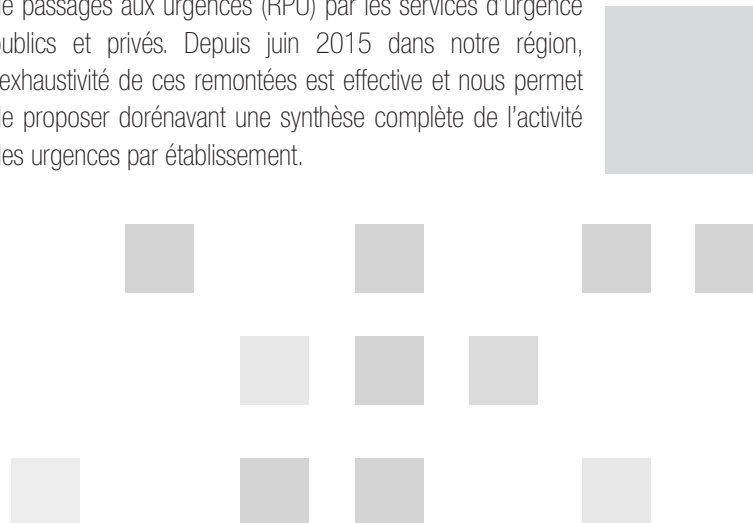 de passages aux urgences (RPU) par les services d'urgence
publics et privés. Depuis juin 2015 dans notre région,
l'exhaustivité de ces remontées est effective et nous permet
de proposer dorénavant une synthèse complète de l'activité
des urgences par établissement.